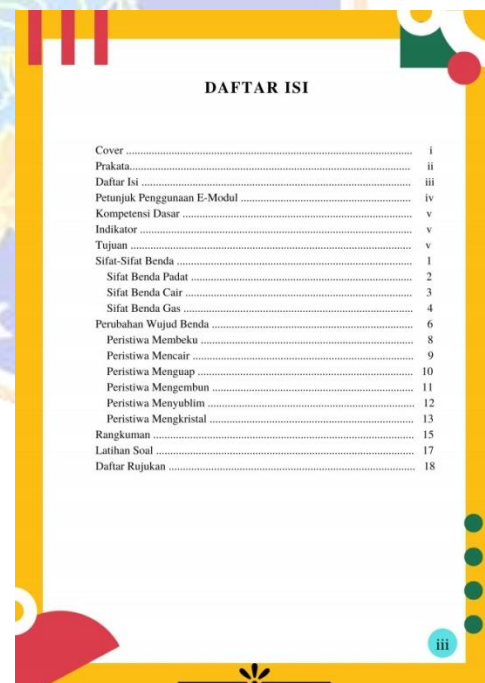 DAFTAR ISI
Cover ........................................................................ i
Prakata........................................................................ ii
Daftar Isi ........................................................................ iii
Petunjuk Penggunaan E-Modul ............................................ iv
Kompetensi Dasar ............................................................ v
Indikator ........................................................................ v
Tujuan ........................................................................ v
Sifat-Sifat Benda ............................................................ 1
Sifat Benda Padat ............................................................ 2
Sifat Benda Cair ............................................................ 3
Sifat Benda Gas ............................................................ 4
Perubahan Wujud Benda .................................................... 6
Peristiwa Membeku ........................................................ 8
Peristiwa Mencair ........................................................ 9
Peristiwa Menguap ........................................................ 10
Peristiwa Mengembun .................................................... 11
Peristiwa Menyublim .................................................... 12
Peristiwa Mengkristal .................................................... 13
Rangkuman .................................................................... 15
Latihan Soal .................................................................... 17
Daftar Rujukan ................................................................ 18
iii